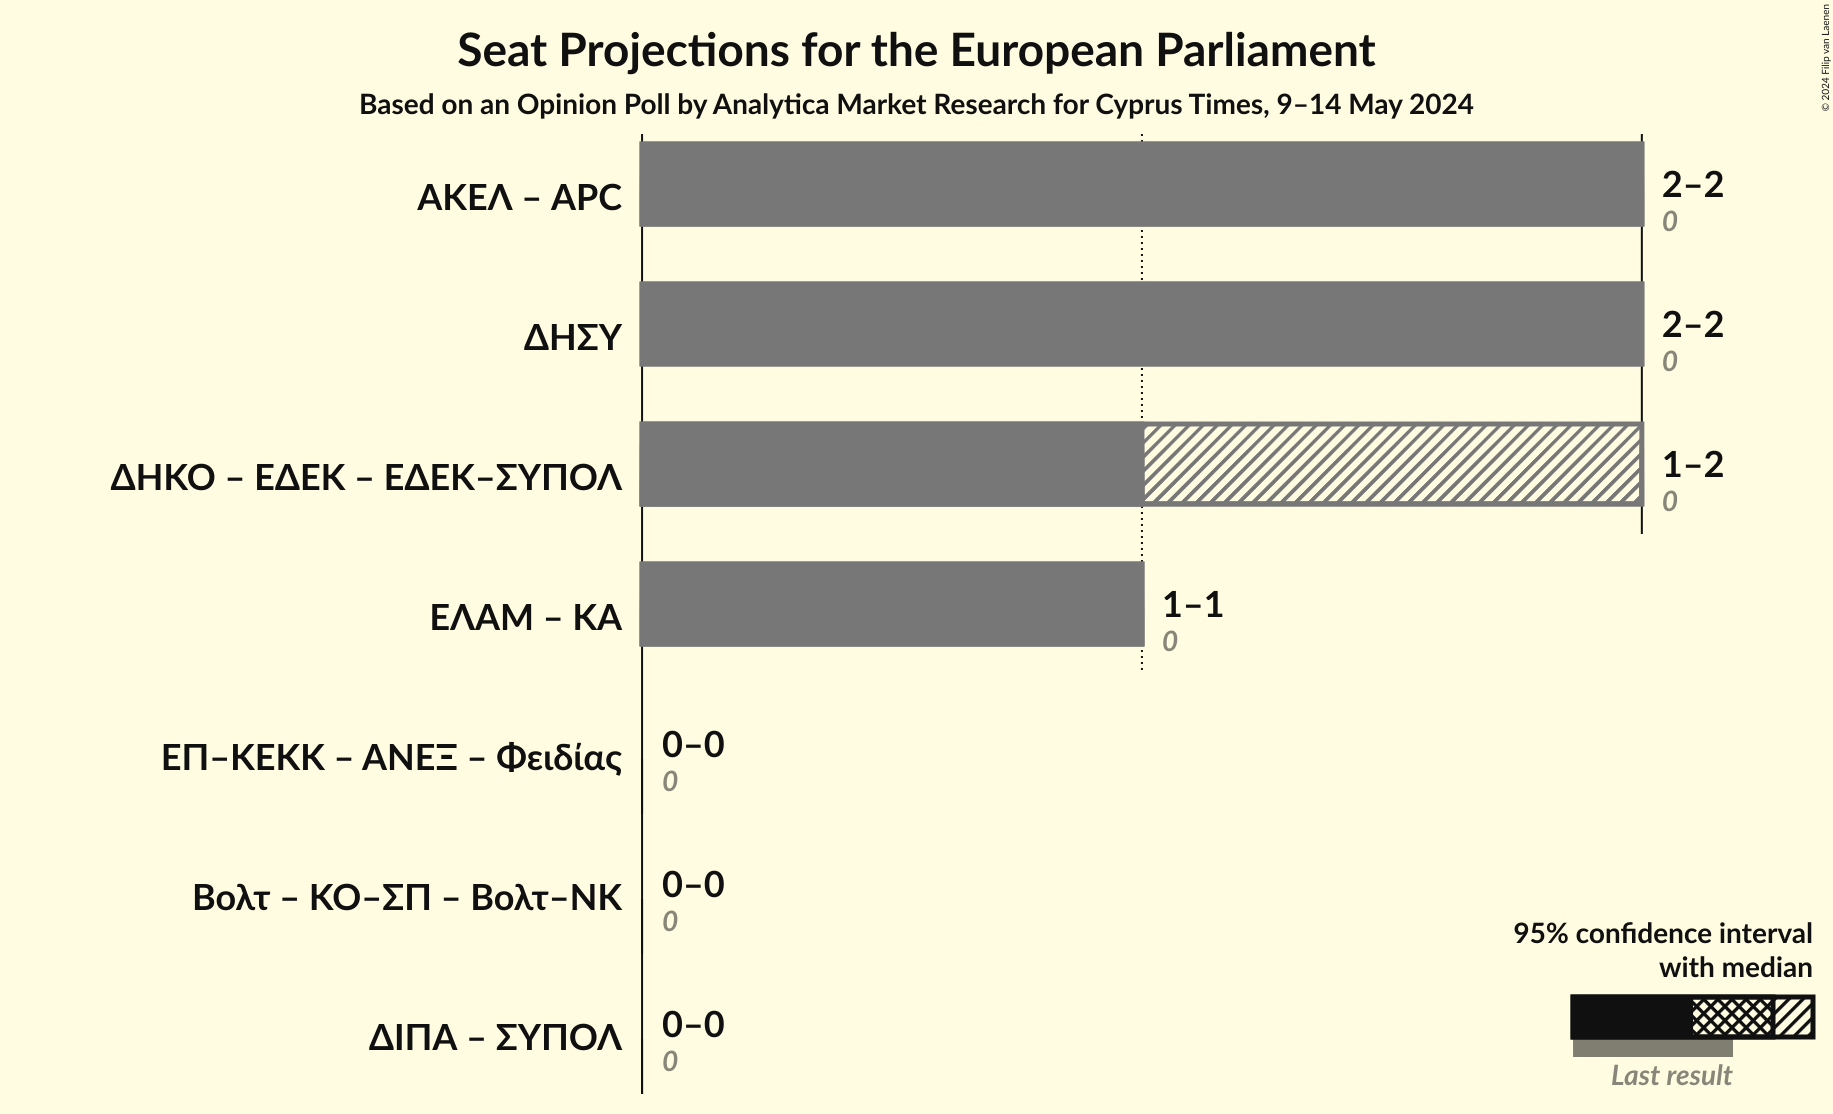 Seat Projections for the European Parliament
Based on an Opinion Poll by Analytica Market Research for Cyprus Times, 9–14 May 2024
© 2024 Filip van Laenen
ΑΚΕΛ – APC
2–2
0
ΔΗΣΥ
2–2
0
ΔΗΚΟ – ΕΔΕΚ – ΕΔΕΚ–ΣΥΠΟΛ
1–2
0
ΕΛΑΜ – ΚΑ
1–1
0
ΕΠ–ΚΕΚΚ – ΑΝΕΞ – Φειδίας
0–0
0
Βολτ – ΚΟ–ΣΠ – Βολτ–ΝΚ
0–0
0
ΔΙΠΑ – ΣΥΠΟΛ
0–0
0
95% confidence interval
with median
Last result